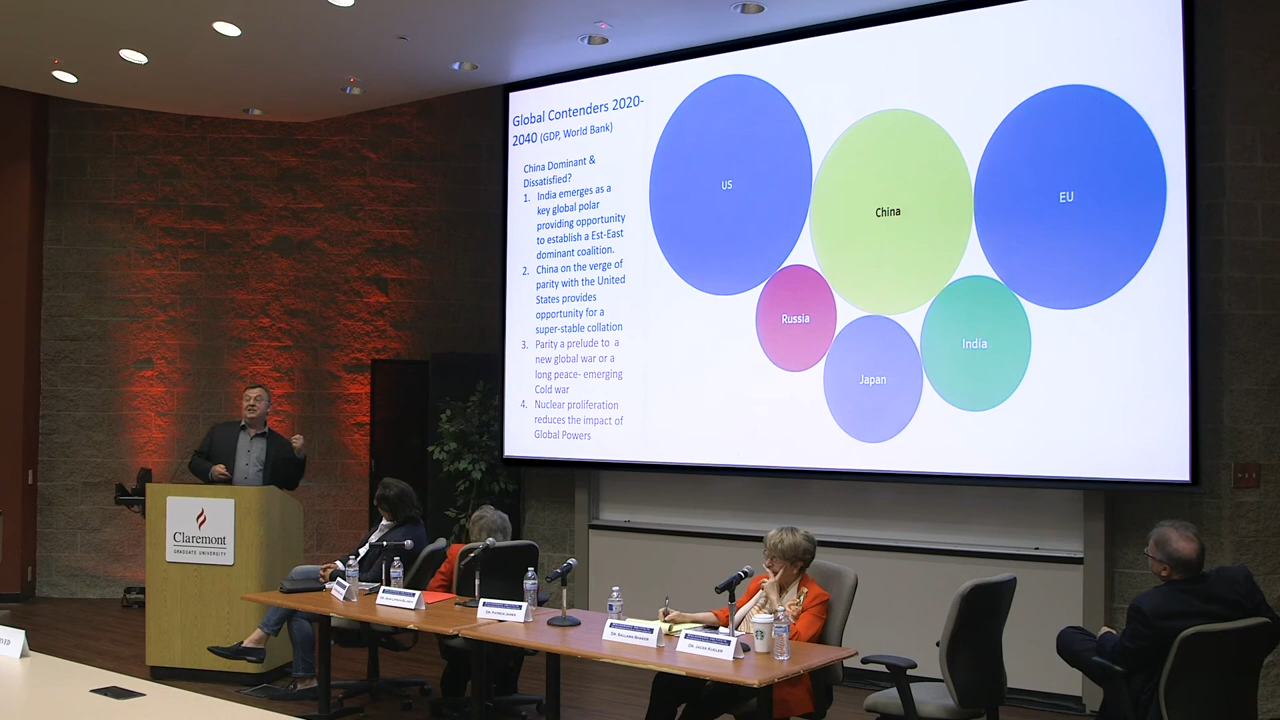 Global Contenders 2020-
2040 (GDP, World Bank)
China Dominant &
Dissatisfied?
1. India emerges as a
key global polar
providing opportunity
to establish a Est-East
dominant coalition.
2. China on the verge of
parity with the United
States provides
opportunity for a
super-stable collation
3. Parity a prelude to a
new global war or a
long peace- emerging
Cold war
4. Nuclear proliferation
reduces the impact of
Global Powers
US
China
EU
Russia
Japan
India
Claremont
GRADUATE UNIVERSITY